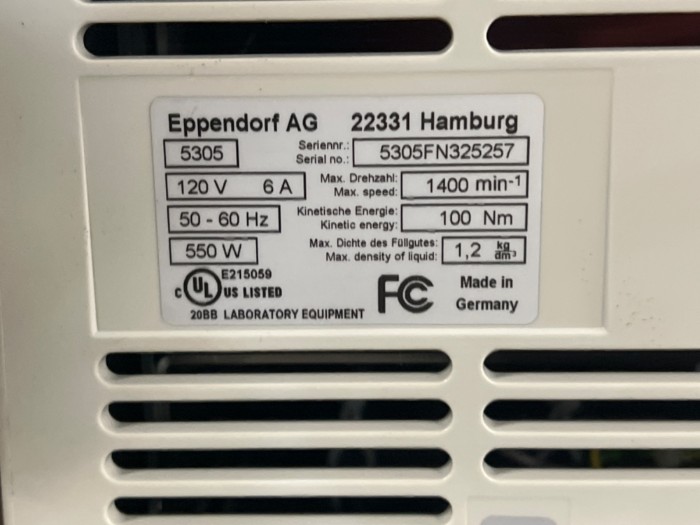 Eppendorf AG 22331 Hamburg
5305 Seriennr.: Serial no.: 5305FN325257
120 V 6 A Max. Drehzahl: Max. speed: 1400 min-1
50 - 60 Hz Kinetische Energie: Kinetic energy: 100 Nm
550 W Max. Dichte des Füllgutes: Max. density of liquid: 1,2 kg/dm³
E215059
c UL US LISTED FC Made in Germany
20BB LABORATORY EQUIPMENT